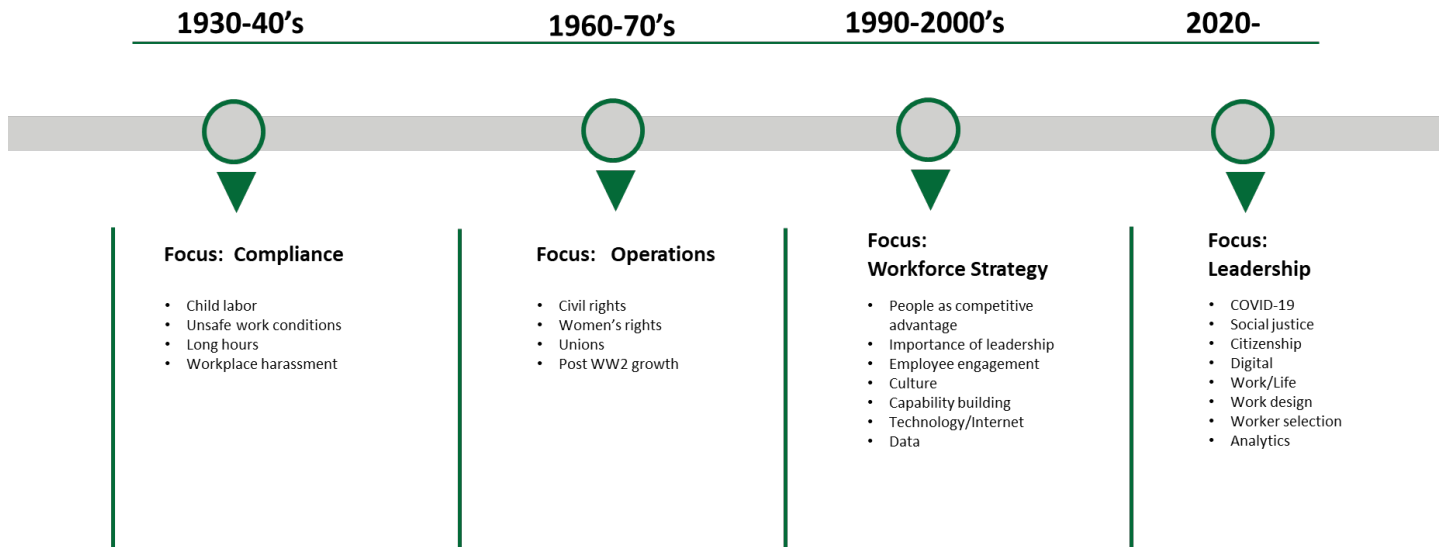 1930-40’s
1960-70’s
1990-2000’s
2020-
Focus:  Compliance
• Child labor
• Unsafe work conditions
• Long hours
• Workplace harassment
Focus:   Operations
• Civil rights
• Women’s rights
• Unions
• Post WW2 growth
Focus:
Workforce Strategy
• People as competitive
advantage
• Importance of leadership
• Employee engagement
• Culture
• Capability building
• Technology/Internet
• Data
Focus:
Leadership
• COVID-19
• Social justice
• Citizenship
• Digital
• Work/Life
• Work design
• Worker selection
• Analytics